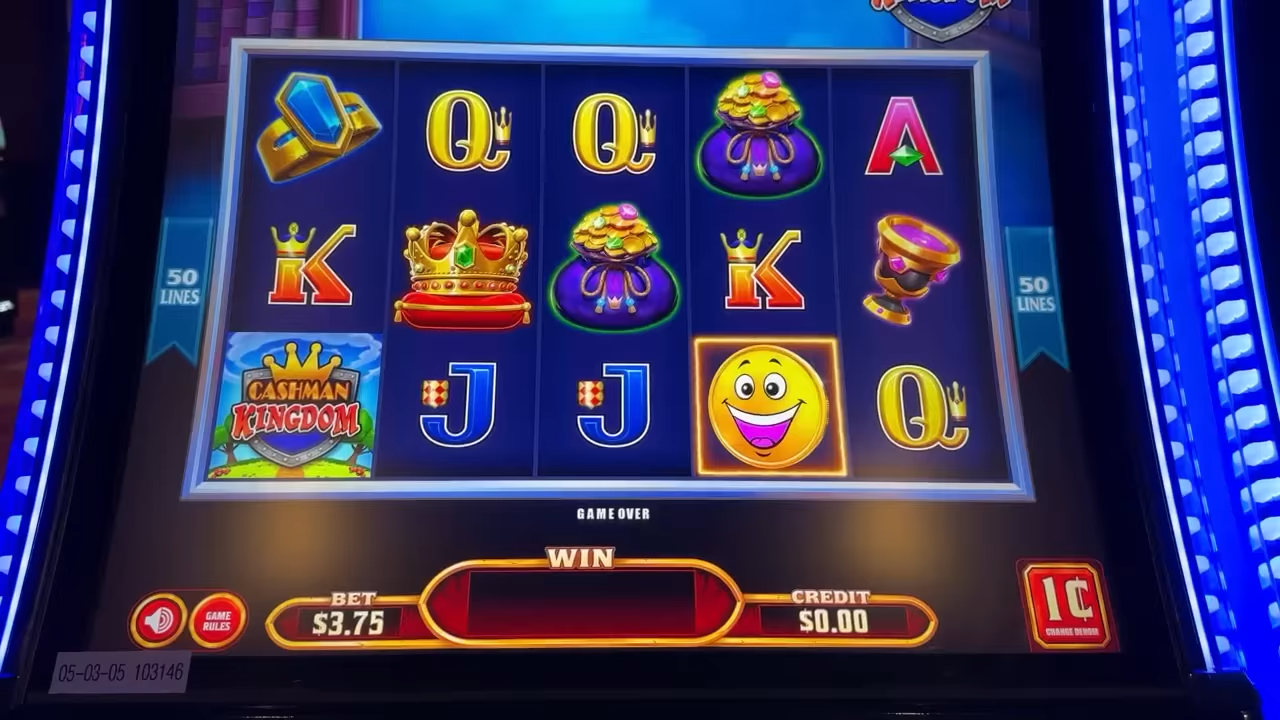 Q
Q
A
K
K
50
LINES
50
LINES
CASHMAN
KINGDOM
J
J
Q
GAME OVER
WIN
GAME
RULES
BET
$3.75
CREDIT
$0.00
1¢
CHANGE DENOM
05-03-05 103146